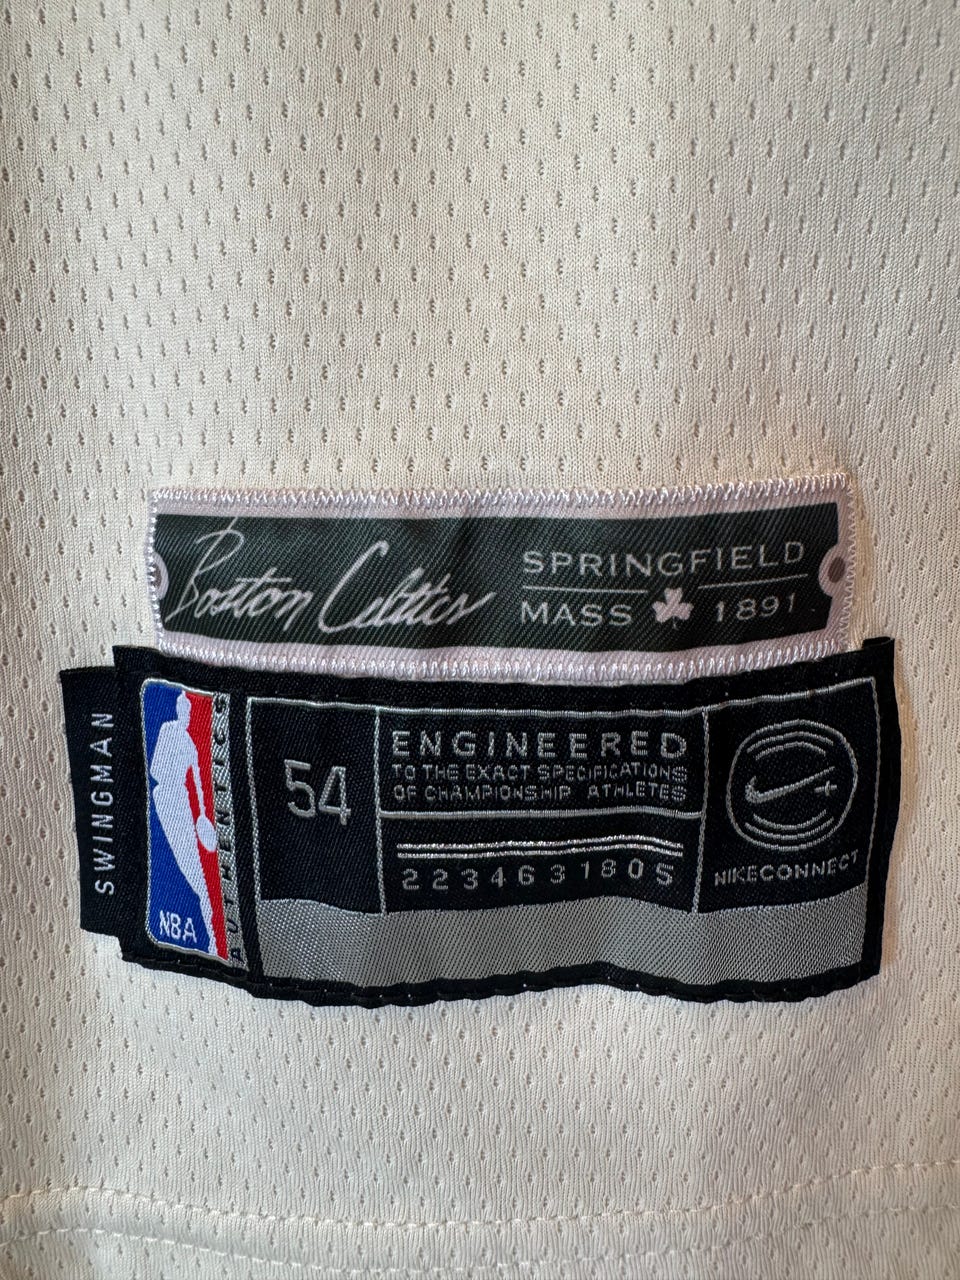 Boston Celtics
SPRINGFIELD
MASS 1891
SWINGMAN
NBA
AUTHENTICS
54
ENGINEERED
TO THE EXACT SPECIFICATIONS
OF CHAMPIONSHIP ATHLETES
2234631805
NIKECONNECT